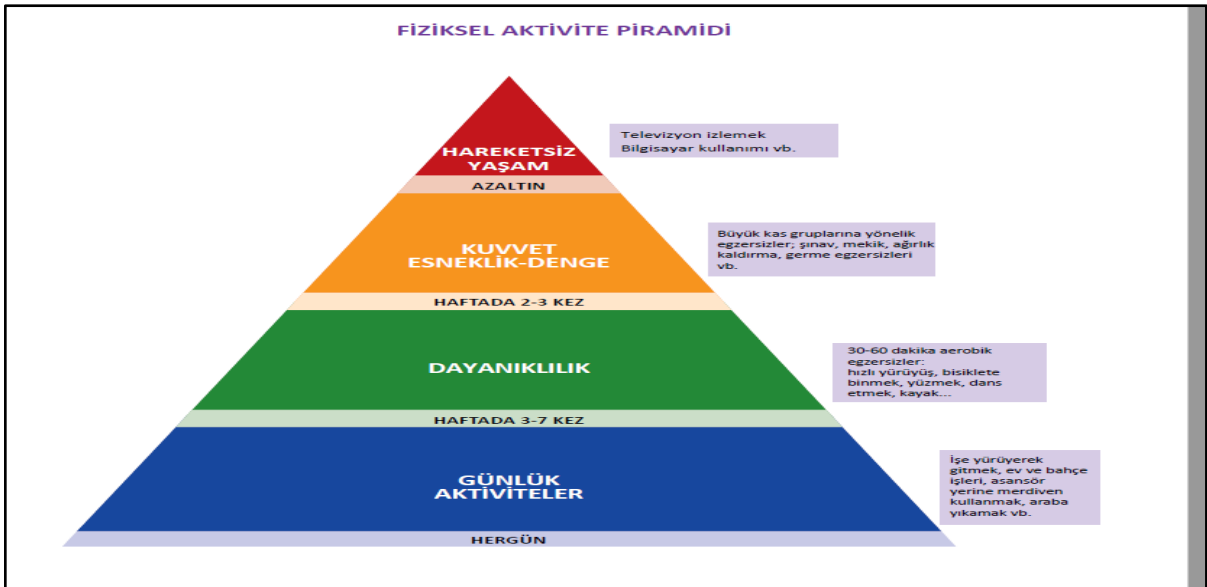 FİZİKSEL AKTİVİTE PİRAMİDİ
HAREKETSİZ
YAŞAM
AZALTIN
Televizyon izlemek
Bilgisayar kullanımı vb.
KUVVET
ESNEKLİK-DENGE
HAFTADA 2-3 KEZ
Büyük kas gruplarına yönelik
egzersizler; şınav, mekik, ağırlık
kaldırma, germe egzersizleri
vb.
DAYANIKLILIK
HAFTADA 3-7 KEZ
30-60 dakika aerobik
egzersizler:
hızlı yürüyüş, bisiklete
binmek, yüzmek, dans
etmek, kayak...
GÜNLÜK
AKTİVİTELER
HERGÜN
İşe yürüyerek
gitmek, ev ve bahçe
işleri, asansör
yerine merdiven
kullanmak, araba
yıkamak vb.